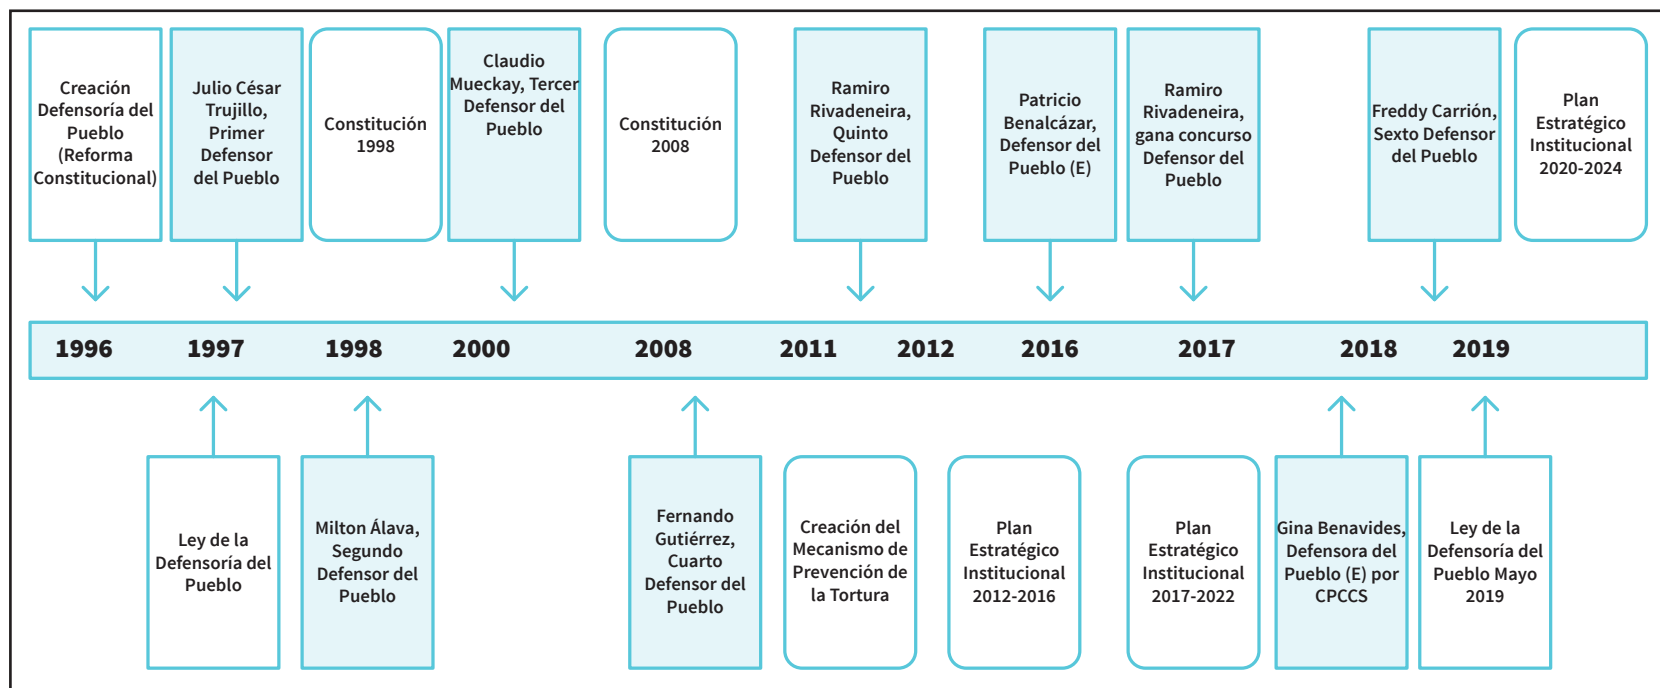 Creación
Defensoría del
Pueblo
(Reforma
Constitucional)
Julio César
Trujillo,
Primer
Defensor
del Pueblo
Constitución
1998
Claudio
Mueckay, Tercer
Defensor del
Pueblo
Constitución
2008
Ramiro
Rivadeneira,
Quinto
Defensor del
Pueblo
Patricio
Benalcázar,
Defensor del
Pueblo (E)
Ramiro
Rivadeneira,
gana concurso
Defensor del
Pueblo
Freddy Carrión,
Sexto Defensor
del Pueblo
Plan
Estratégico
Institucional
2020-2024
1996 1997 1998 2000 2008 2011 2012 2016 2017 2018 2019
Ley de la
Defensoría del
Pueblo
Milton Álava,
Segundo
Defensor del
Pueblo
Fernando
Gutiérrez,
Cuarto
Defensor del
Pueblo
Creación del
Mecanismo de
Prevención de
la Tortura
Plan
Estratégico
Institucional
2012-2016
Plan
Estratégico
Institucional
2017-2022
Gina Benavides,
Defensora del
Pueblo (E) por
CPCCS
Ley de la
Defensoría del
Pueblo Mayo
2019